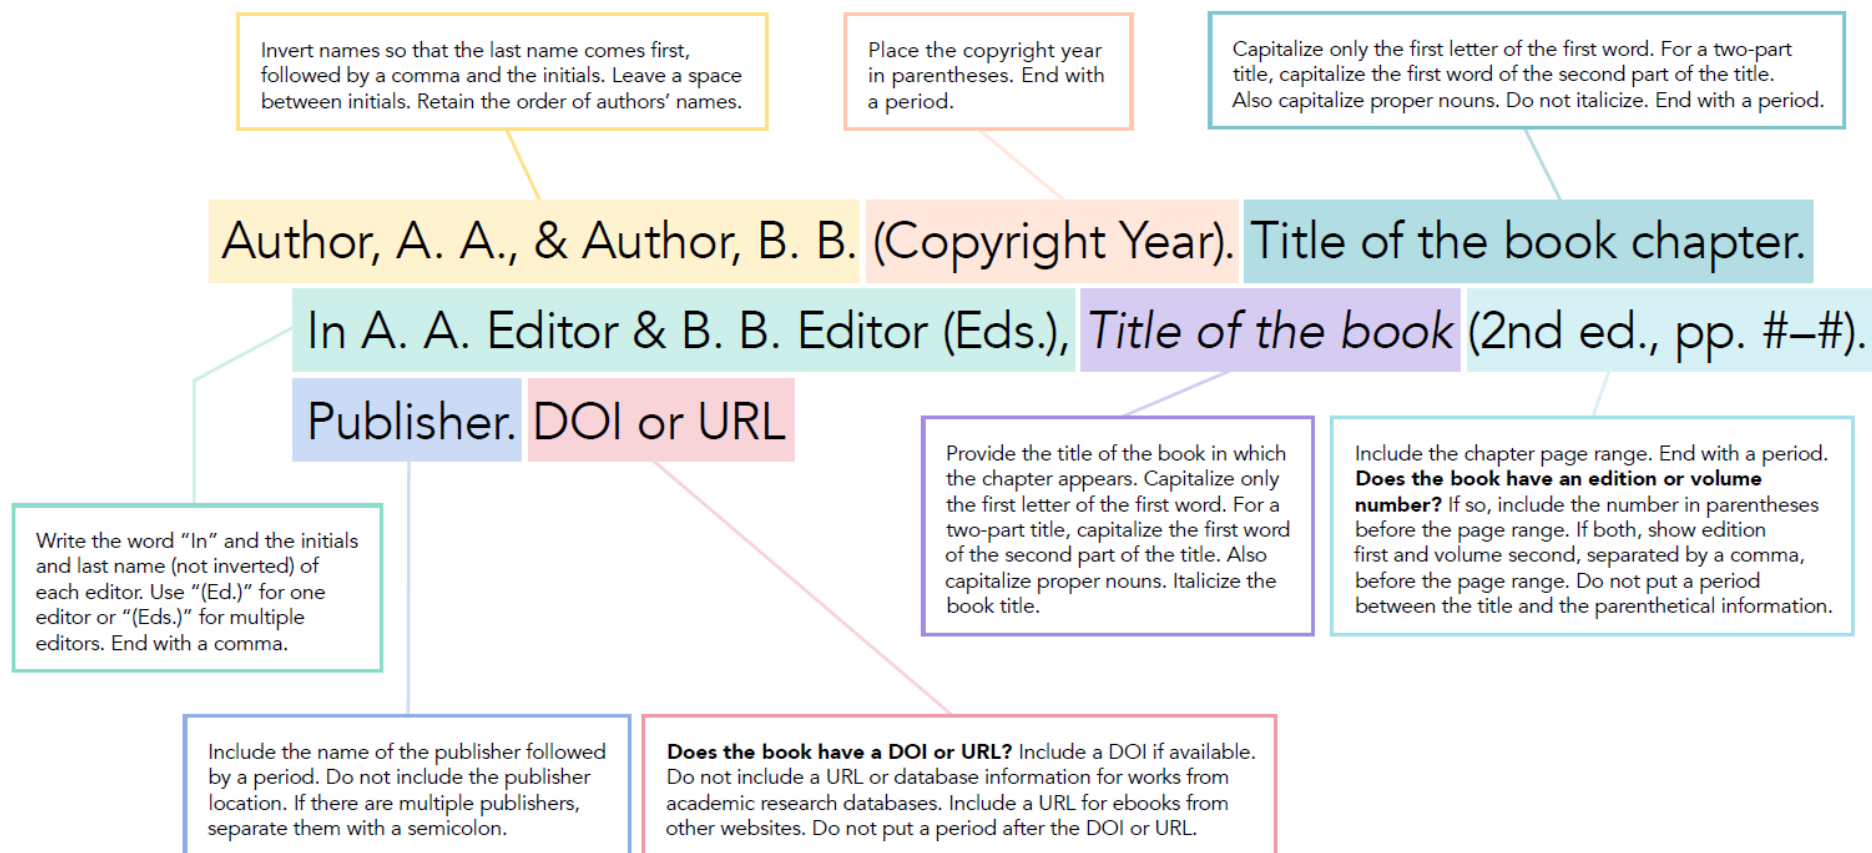 Invert names so that the last name comes first,
followed by a comma and the initials. Leave a space
between initials. Retain the order of authors’ names.
Place the copyright year
in parentheses. End with
a period.
Capitalize only the first letter of the first word. For a two-part
title, capitalize the first word of the second part of the title.
Also capitalize proper nouns. Do not italicize. End with a period.
Author, A. A., & Author, B. B. (Copyright Year). Title of the book chapter.
In A. A. Editor & B. B. Editor (Eds.), Title of the book (2nd ed., pp. #–#).
Publisher. DOI or URL
Write the word “In” and the initials
and last name (not inverted) of
each editor. Use “(Ed.)” for one
editor or “(Eds.)” for multiple
editors. End with a comma.
Provide the title of the book in which
the chapter appears. Capitalize only
the first letter of the first word. For a
two-part title, capitalize the first word
of the second part of the title. Also
capitalize proper nouns. Italicize the
book title.
Include the chapter page range. End with a period.
Does the book have an edition or volume
number? If so, include the number in parentheses
before the page range. If both, show edition
first and volume second, separated by a comma,
before the page range. Do not put a period
between the title and the parenthetical information.
Include the name of the publisher followed
by a period. Do not include the publisher
location. If there are multiple publishers,
separate them with a semicolon.
Does the book have a DOI or URL? Include a DOI if available.
Do not include a URL or database information for works from
academic research databases. Include a URL for ebooks from
other websites. Do not put a period after the DOI or URL.